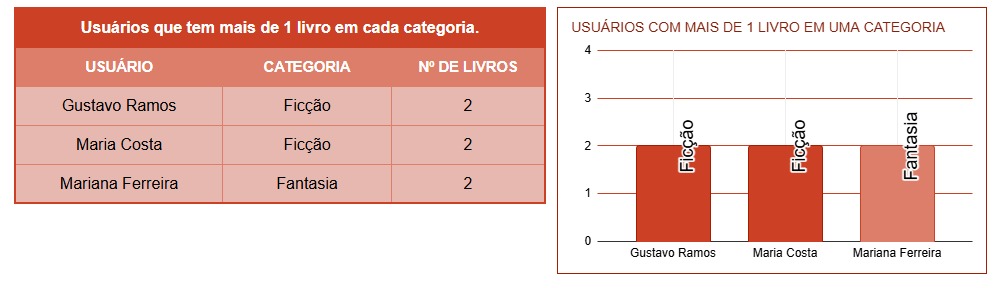 Usuários que tem mais de 1 livro em cada categoria.
USUÁRIO CATEGORIA Nº DE LIVROS
Gustavo Ramos Ficção 2
Maria Costa Ficção 2
Mariana Ferreira Fantasia 2
USUÁRIOS COM MAIS DE 1 LIVRO EM UMA CATEGORIA
4
3
2
1
0
Ficção Ficção Fantasia
Gustavo Ramos Maria Costa Mariana Ferreira